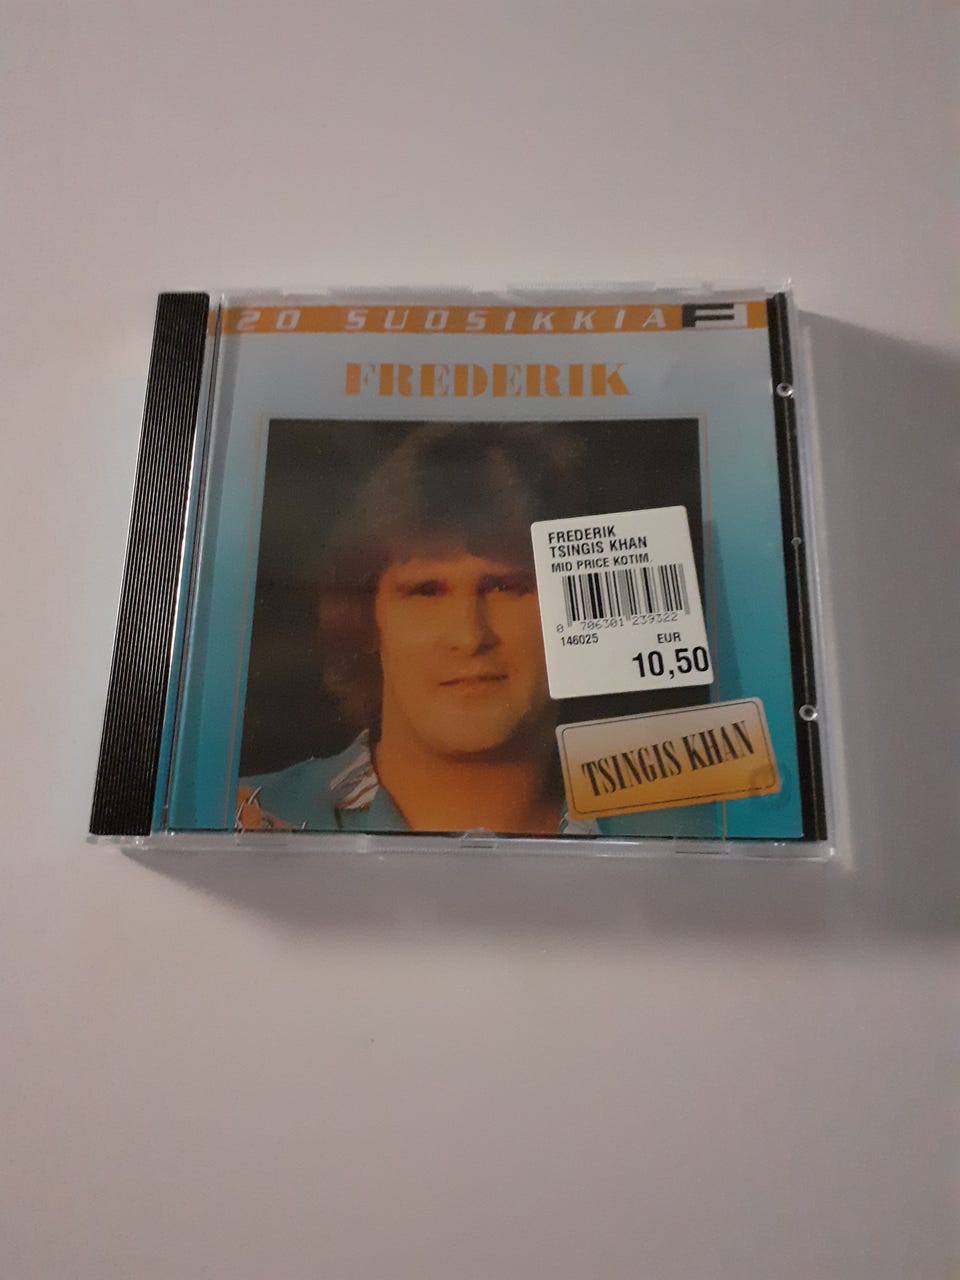 20 SUOSIKKIA F
FREDERIK
FREDERIK
TSINGIS KHAN
MID PRICE KOTIM.
0 706301 239322
146025 EUR
10,50
TSINGIS KHAN